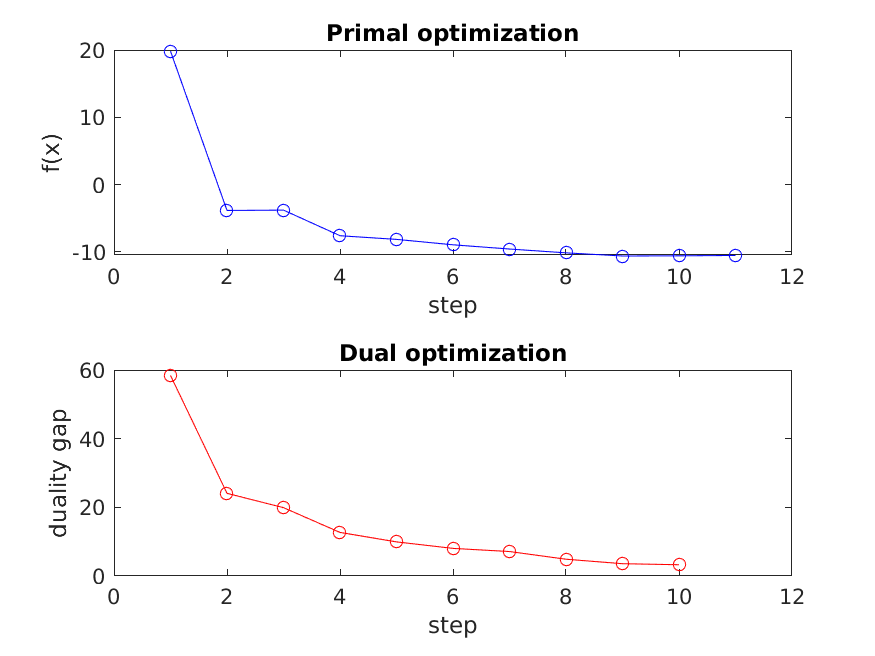 Primal optimization
20
10
0
-10
f(x)
0 2 4 6 8 10 12
step
Dual optimization
60
40
20
0
duality gap
0 2 4 6 8 10 12
step